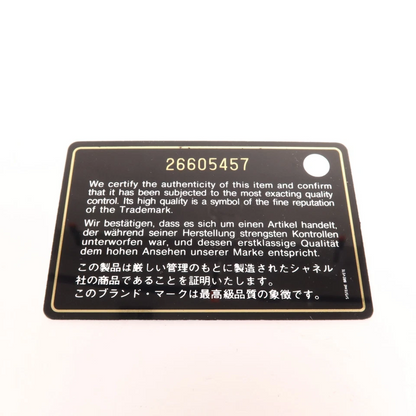 26605457
We certify the authenticity of this item and confirm
that it has been subjected to the most exacting quality
control. Its high quality is a symbol of the fine reputation
of the Trademark.
Wir bestätigen, dass es sich um einen Artikel handelt,
der während seiner Herstellung strengsten Kontrollen
unterworfen war, und dessen erstklassige Qualität
dem hohen Ansehen unserer Marke entspricht.
この製品は厳しい管理のもとに製造されたシャネル
社の商品であることを証明いたします。
このブランド・マークは最高級品質の象徴です。